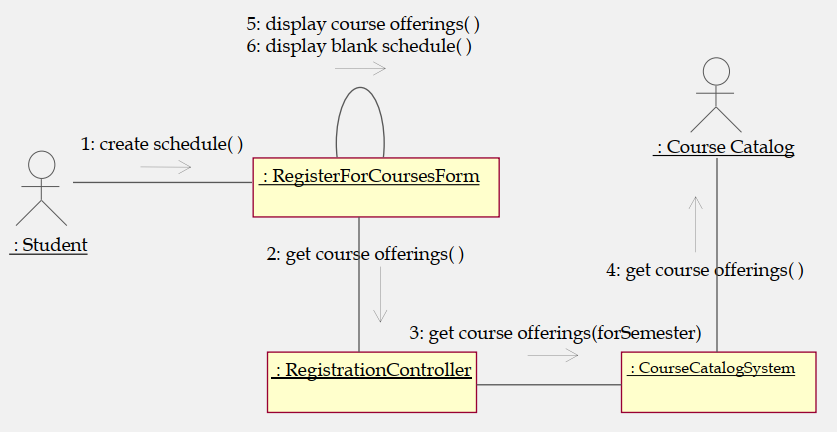 5: display course offerings( )
6: display blank schedule( )
1: create schedule( )
: Course Catalog
: RegisterForCoursesForm
: Student
2: get course offerings( )
4: get course offerings( )
3: get course offerings(forSemester)
: RegistrationController
: CourseCatalogSystem